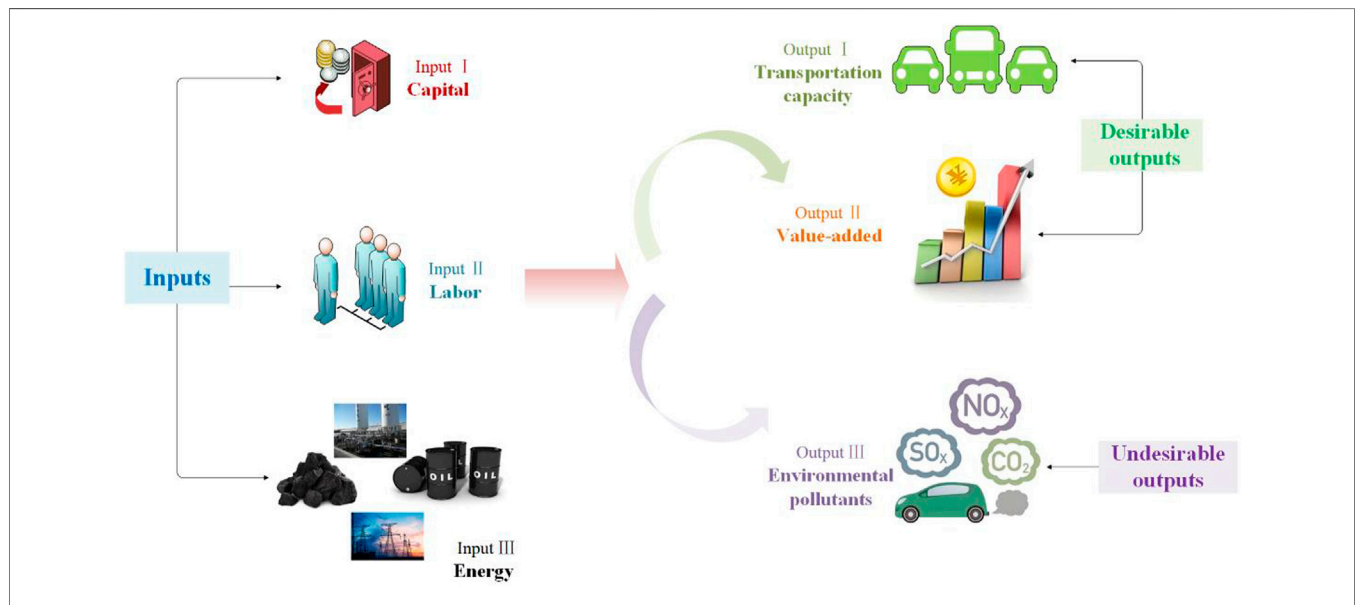 Inputs
Input Ⅰ
Capital
Input Ⅱ
Labor
OIL
OIL
Input Ⅲ
Energy
Output Ⅰ
Transportation
capacity
Output Ⅱ
Value-added
Desirable
outputs
Output Ⅲ
Environmental
pollutants
NOx
SOx
CO₂
Undesirable
outputs